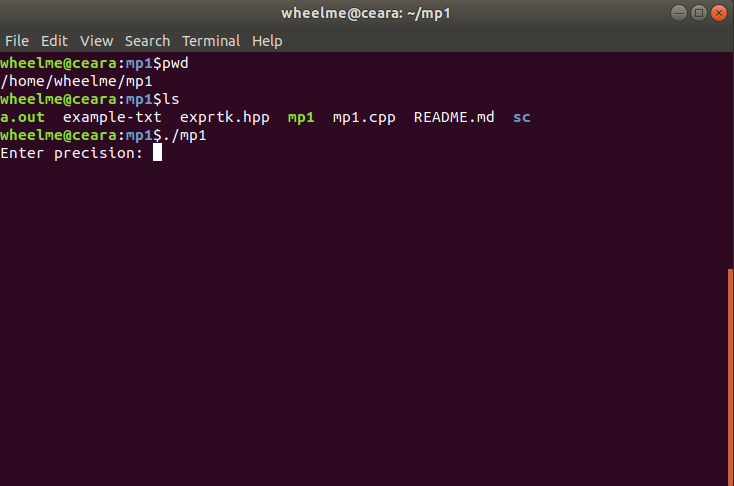 wheelme@ceara: ~/mp1
File Edit View Search Terminal Help
wheelme@ceara:mp1$pwd
/home/wheelme/mp1
wheelme@ceara:mp1$ls
a.out  example-txt  exprtk.hpp  mp1  mp1.cpp  README.md  sc
wheelme@ceara:mp1$./mp1
Enter precision: